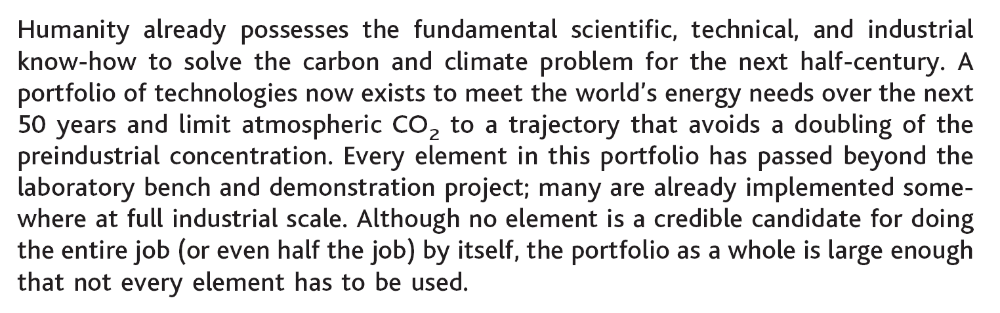 Humanity already possesses the fundamental scientific, technical, and industrial
know-how to solve the carbon and climate problem for the next half-century. A
portfolio of technologies now exists to meet the world’s energy needs over the next
50 years and limit atmospheric CO₂ to a trajectory that avoids a doubling of the
preindustrial concentration. Every element in this portfolio has passed beyond the
laboratory bench and demonstration project; many are already implemented some-
where at full industrial scale. Although no element is a credible candidate for doing
the entire job (or even half the job) by itself, the portfolio as a whole is large enough
that not every element has to be used.